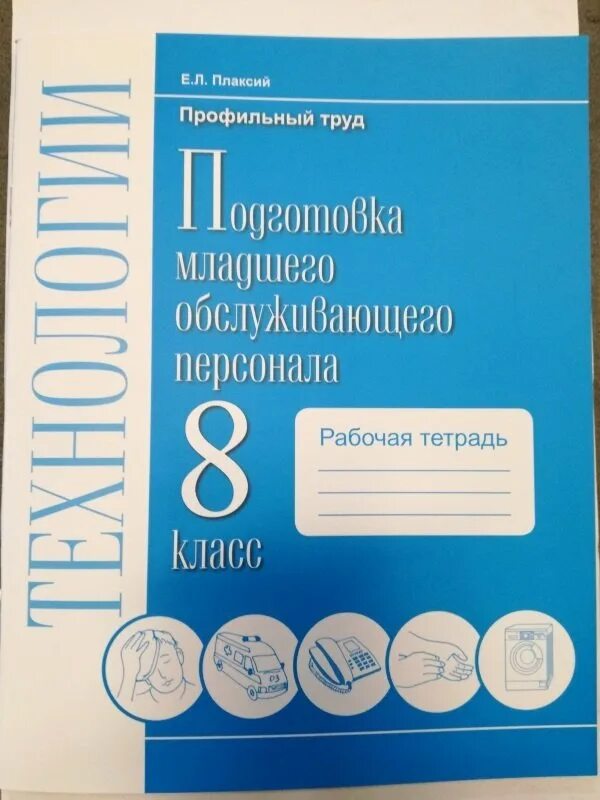 ТЕХНОЛОГИИ
Е.Л. Плаксий
Профильный труд
Подготовка
младшего
обслуживающего
персонала
8
класс
Рабочая тетрадь
03